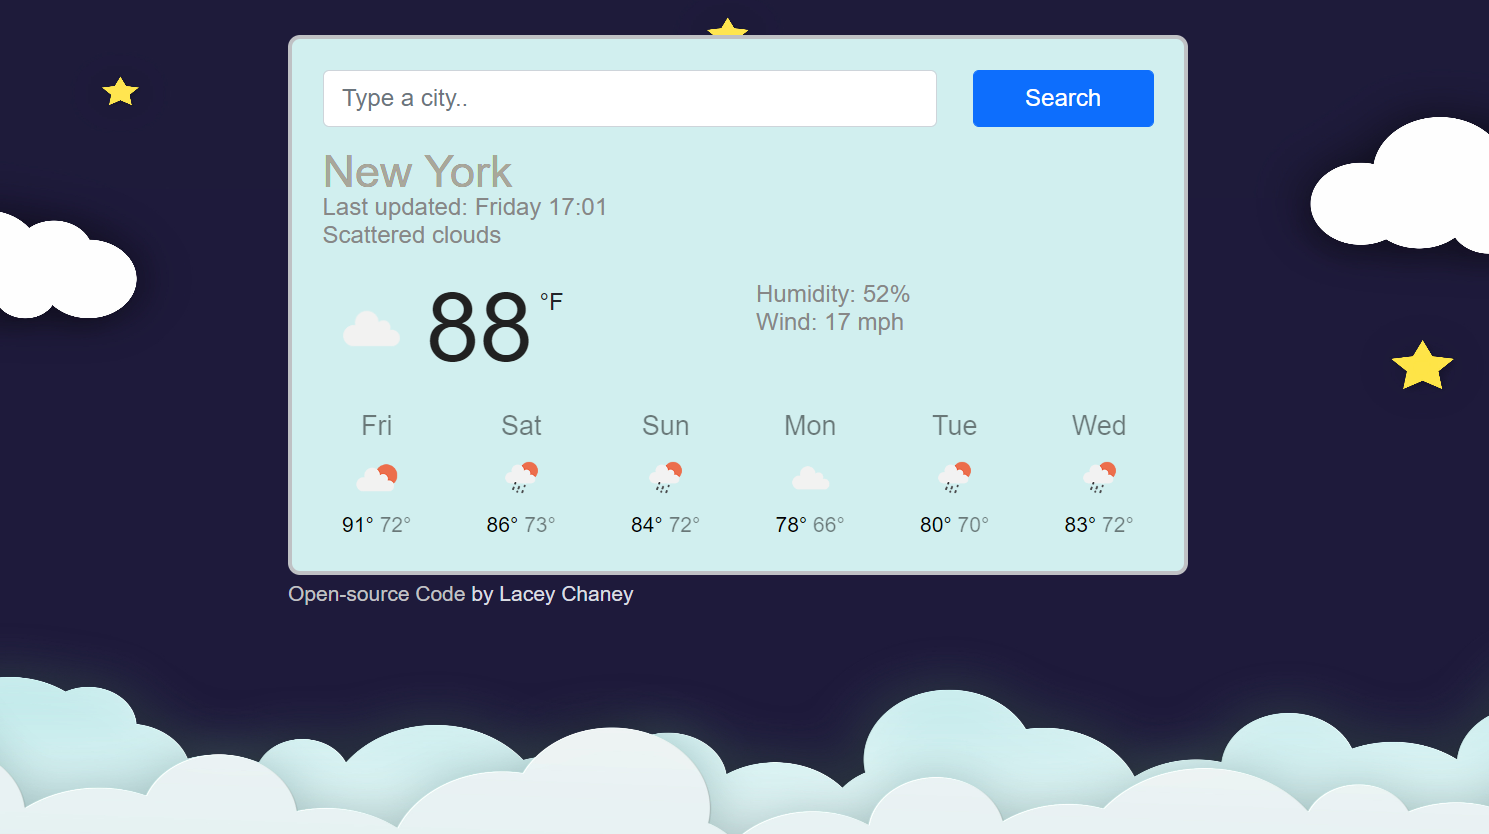 Type a city..
Search
New York
Last updated: Friday 17:01
Scattered clouds
88 °F
Humidity: 52%
Wind: 17 mph
Fri Sat Sun Mon Tue Wed
91° 72° 86° 73° 84° 72° 78° 66° 80° 70° 83° 72°
Open-source Code by Lacey Chaney